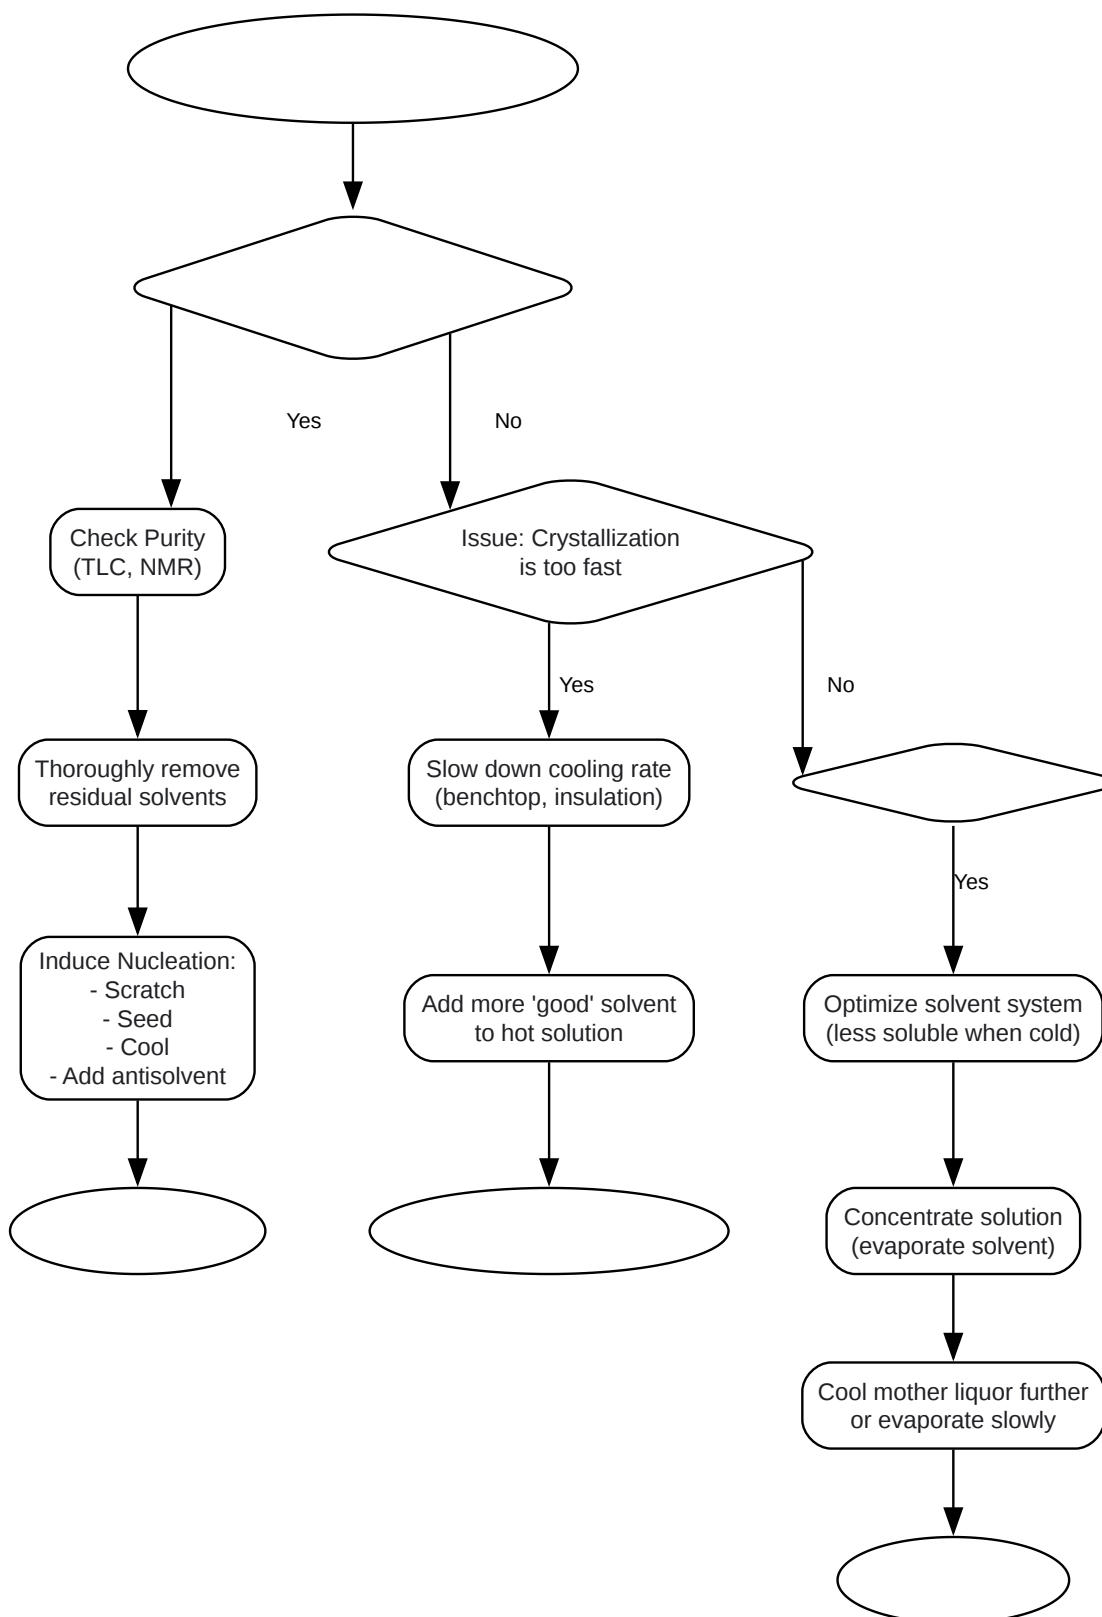 Yes
No
Check Purity
(TLC, NMR)
Issue: Crystallization
is too fast
Yes
No
Thoroughly remove
residual solvents
Slow down cooling rate
(benchtop, insulation)
Yes
Induce Nucleation:
- Scratch
- Seed
- Cool
- Add antisolvent
Add more 'good' solvent
to hot solution
Optimize solvent system
(less soluble when cold)
Concentrate solution
(evaporate solvent)
Cool mother liquor further
or evaporate slowly